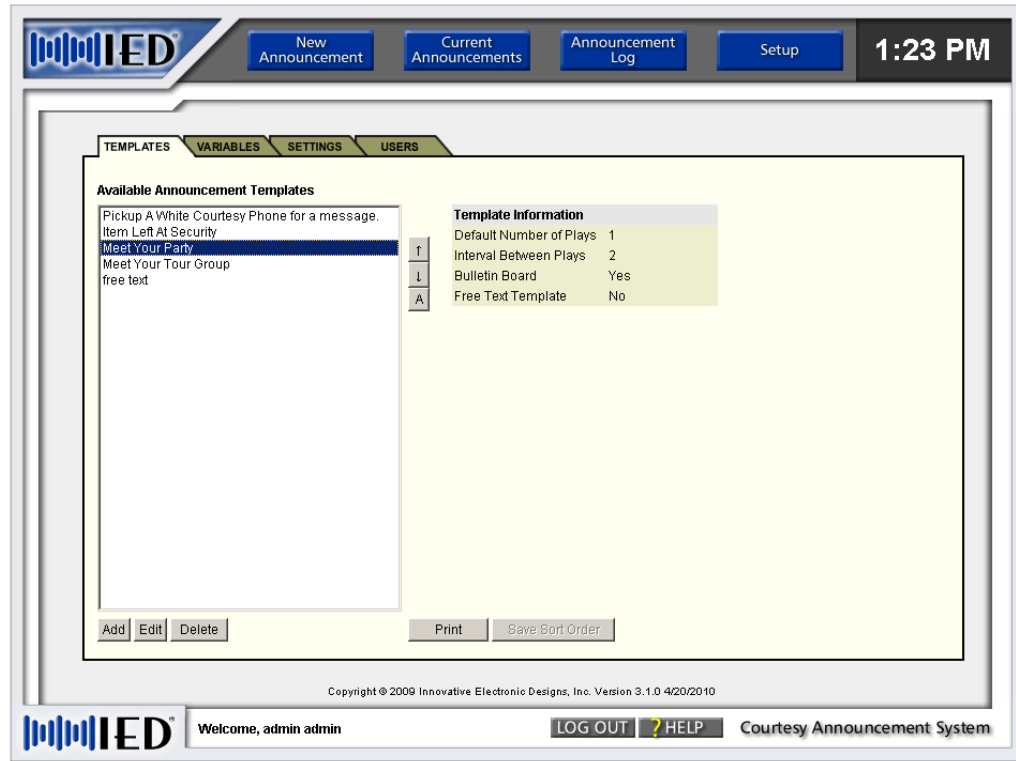 IED®
New Announcement
Current Announcements
Announcement Log
Setup
1:23 PM
TEMPLATES
VARIABLES
SETTINGS
USERS
Available Announcement Templates
Pickup A White Courtesy Phone for a message.
Item Left At Security
Meet Your Party
Meet Your Tour Group
free text
↑
↓
A
Template Information
Default Number of Plays 1
Interval Between Plays 2
Bulletin Board Yes
Free Text Template No
Add
Edit
Delete
Print
Save Sort Order
Copyright © 2009 Innovative Electronic Designs, Inc. Version 3.1.0 4/20/2010
IED®
Welcome, admin admin
LOG OUT
?HELP
Courtesy Announcement System